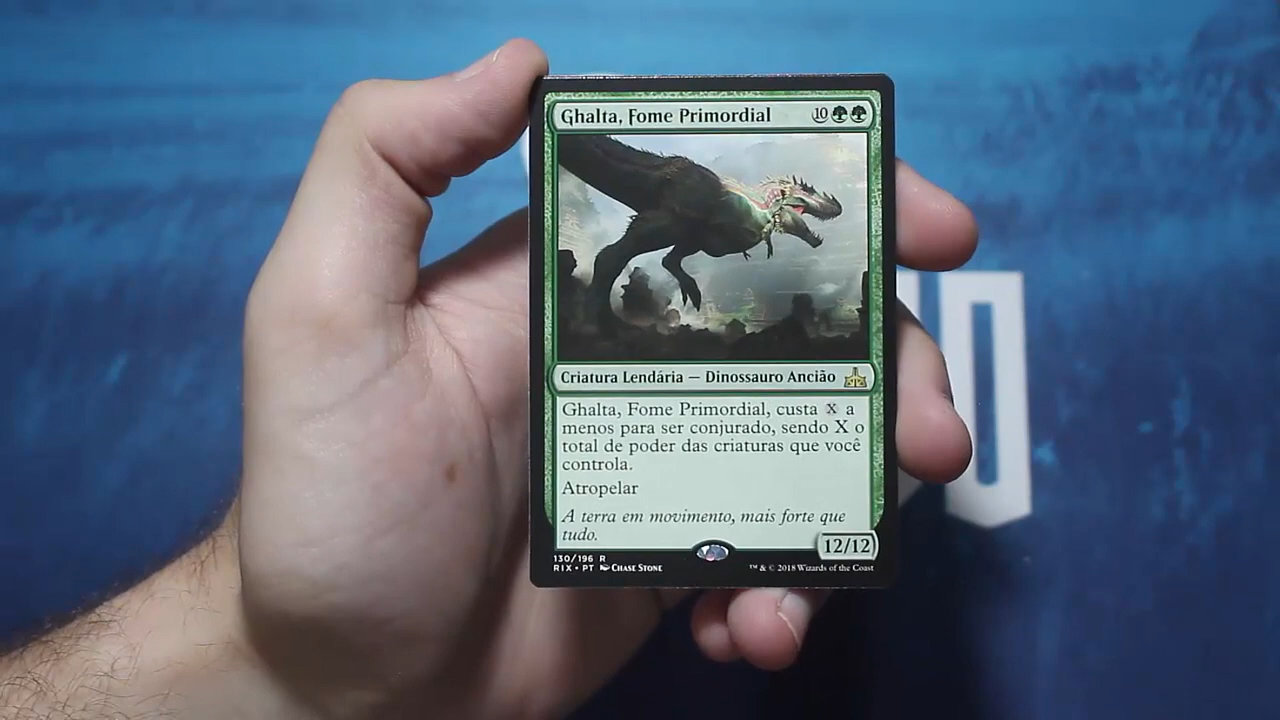 Ghalta, Fome Primordial 10
Criatura Lendária — Dinossauro Ancião
Ghalta, Fome Primordial, custa X a
menos para ser conjurado, sendo X o
total de poder das criaturas que você
controla.
Atropelar
A terra em movimento, mais forte que
tudo.
12/12
130/196 R
RIX • PT CHASE STONE
™ & © 2018 Wizards of the Coast